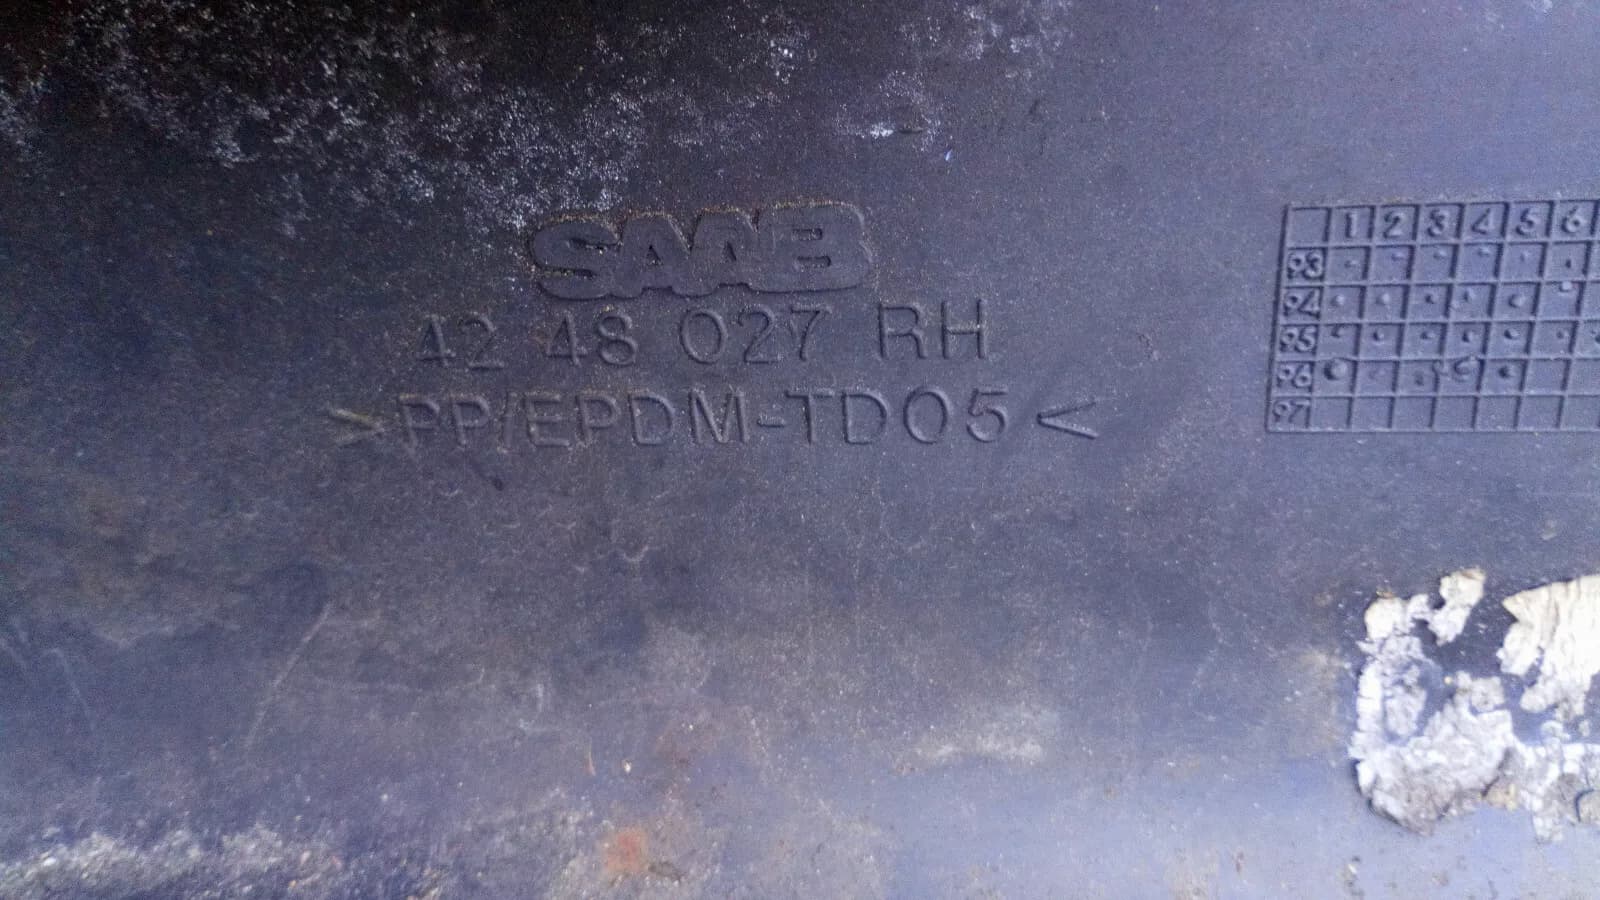 SAAB
42 48 027 RH
>PP/EPDM-TD05<
1 2 3 4 5 6
93
94
95
96
97